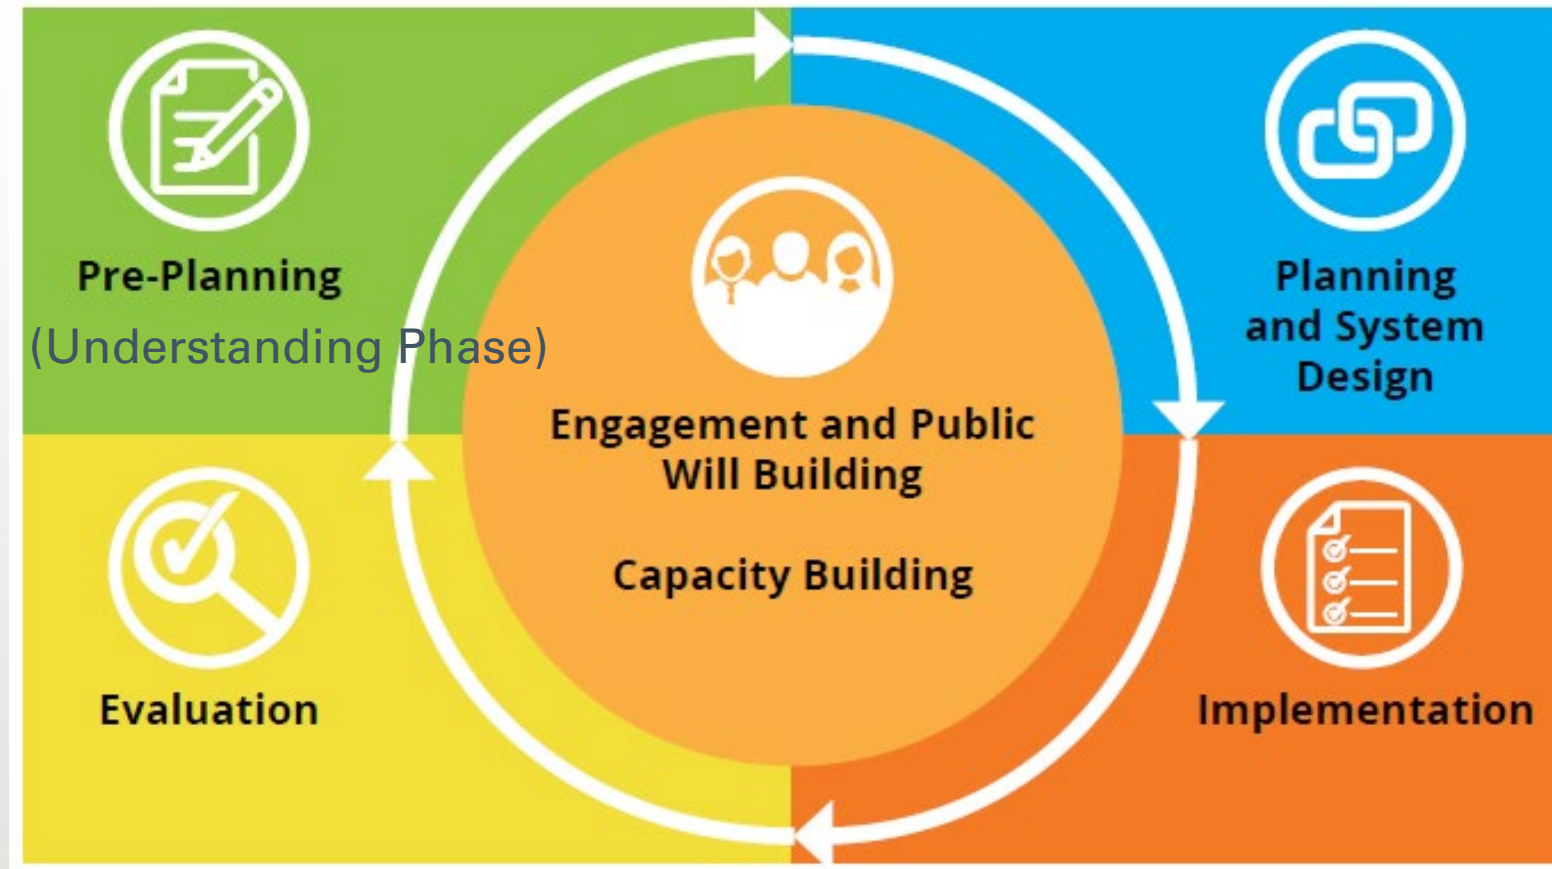 Pre-Planning
(Understanding Phase)
Planning
and System
Design
Engagement and Public
Will Building
Capacity Building
Evaluation
Implementation